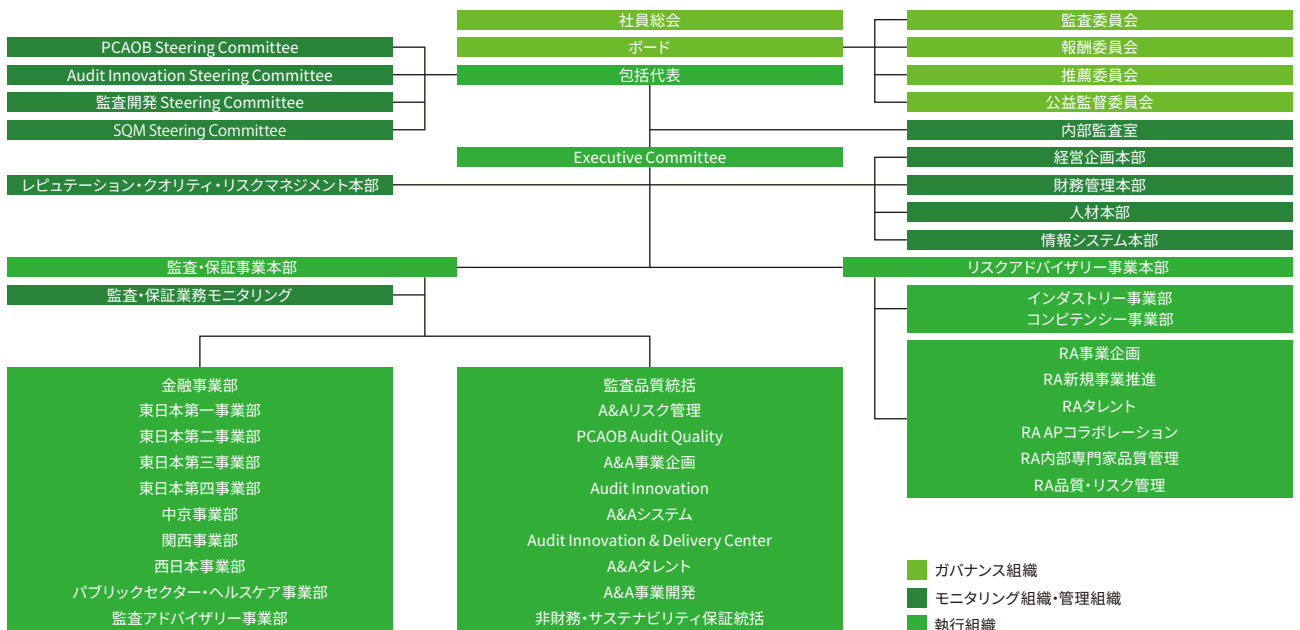 社員総会
ボード
包括代表
Executive Committee
PCAOB Steering Committee
Audit Innovation Steering Committee
監査開発 Steering Committee
SQM Steering Committee
レピュテーション・クオリティ・リスクマネジメント本部
監査委員会
報酬委員会
推薦委員会
公益監督委員会
内部監査室
経営企画本部
財務管理本部
人材本部
情報システム本部
監査・保証事業本部
監査・保証業務モニタリング
リスクアドバイザリー事業本部
インダストリー事業部
コンピテンシー事業部
RA事業企画
RA新規事業推進
RAタレント
RA APコラボレーション
RA内部専門家品質管理
RA品質・リスク管理
金融事業部
東日本第一事業部
東日本第二事業部
東日本第三事業部
東日本第四事業部
中京事業部
関西事業部
西日本事業部
パブリックセクター・ヘルスケア事業部
監査アドバイザリー事業部
監査品質統括
A&Aリスク管理
PCAOB Audit Quality
A&A事業企画
Audit Innovation
A&Aシステム
Audit Innovation & Delivery Center
A&Aタレント
A&A事業開発
非財務・サステナビリティ保証統括
ガバナンス組織
モニタリング組織・管理組織
執行組織